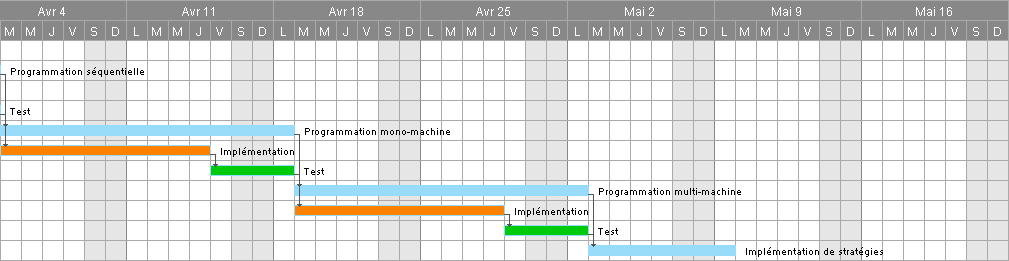 Avr 4 Avr 11 Avr 18 Avr 25 Mai 2 Mai 9 Mai 16
M M J V S D L M M J V S D L M M J V S D L M M J V S D L M M J V S D L M M J V S D L M M J V S D
Programmation séquentielle
Test
Programmation mono-machine
Implémentation
Test
Programmation multi-machine
Implémentation
Test
Implémentation de stratégies